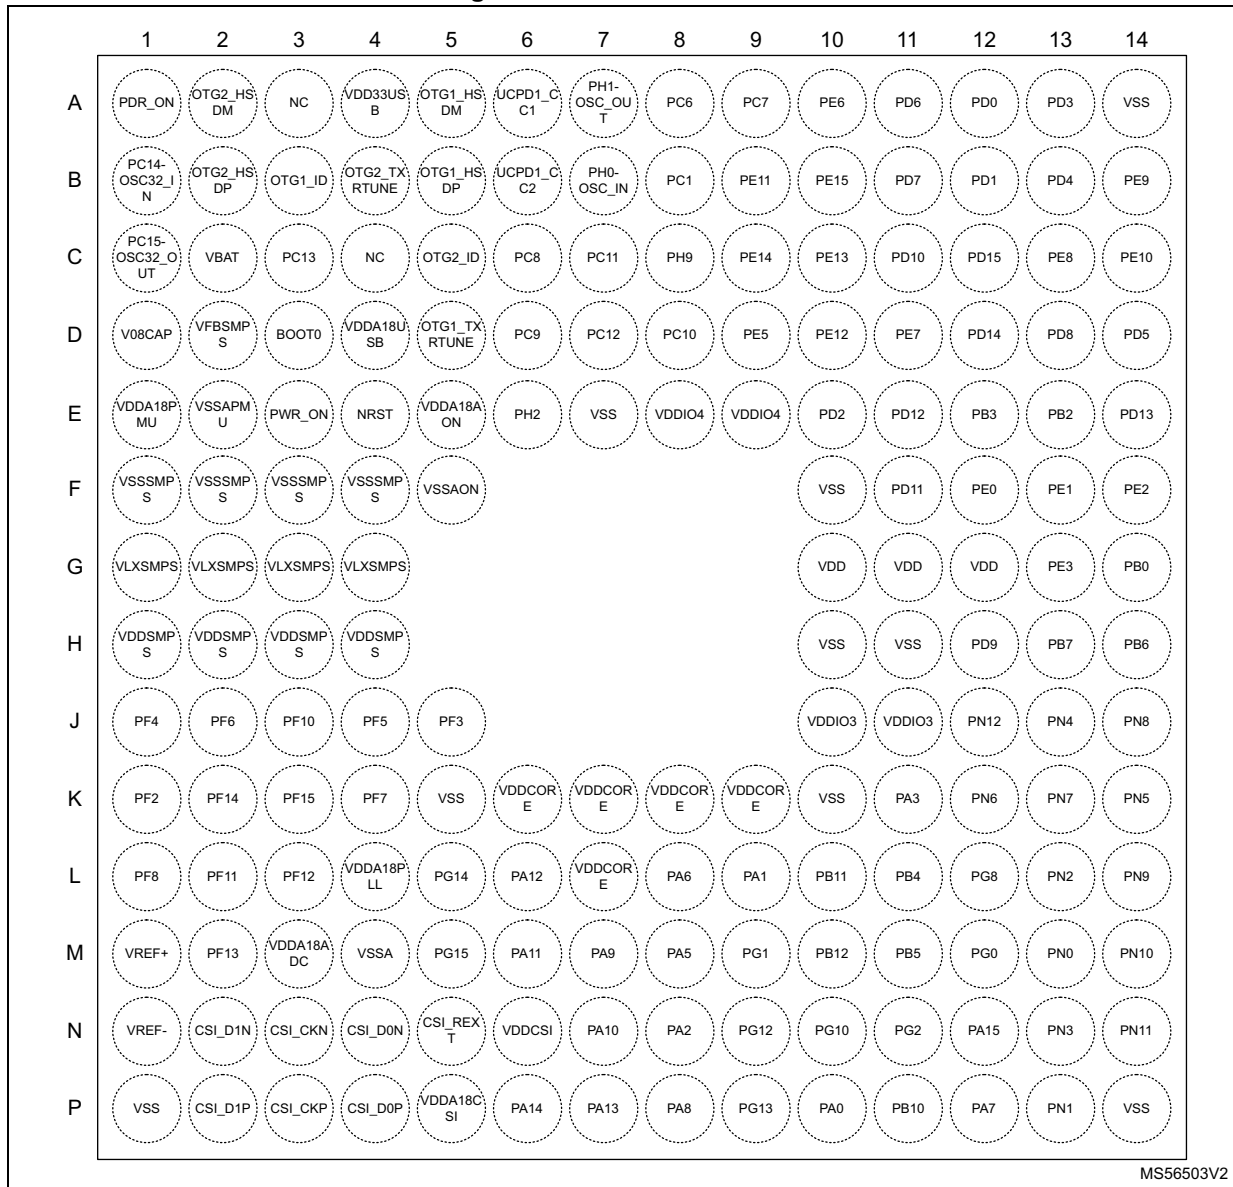 1 2 3 4 5 6 7 8 9 10 11 12 13 14
A PDR_ON OTG2_HSDM NC VDD33USB OTG1_HSDM UCPD1_CC1 PH1-OSC_OUT PC6 PC7 PE6 PD6 PD0 PD3 VSS
B PC14-OSC32_IN OTG2_HSDP OTG1_ID OTG2_TXRTUNE OTG1_HSDP UCPD1_CC2 PH0-OSC_IN PC1 PE11 PE15 PD7 PD1 PD4 PE9
C PC15-OSC32_OUT VBAT PC13 NC OTG2_ID PC8 PC11 PH9 PE14 PE13 PD10 PD15 PE8 PE10
D V08CAP VFBSMPS BOOT0 VDDA18USB OTG1_TXRTUNE PC9 PC12 PC10 PE5 PE12 PE7 PD14 PD8 PD5
E VDDA18PMU VSSAPMU PWR_ON NRST VDDA18AON PH2 VSS VDDIO4 VDDIO4 PD2 PD12 PB3 PB2 PD13
F VSSSMPS VSSSMPS VSSSMPS VSSSMPS VSSAON VSS PD11 PE0 PE1 PE2
G VLXSMPS VLXSMPS VLXSMPS VLXSMPS VDD VDD VDD PE3 PB0
H VDDSMPS VDDSMPS VDDSMPS VDDSMPS VSS VSS PD9 PB7 PB6
J PF4 PF6 PF10 PF5 PF3 VDDIO3 VDDIO3 PN12 PN4 PN8
K PF2 PF14 PF15 PF7 VSS VDDCORE VDDCORE VDDCORE VDDCORE VSS PA3 PN6 PN7 PN5
L PF8 PF11 PF12 VDDA18PLL PG14 PA12 VDDCORE PA6 PA1 PB11 PB4 PG8 PN2 PN9
M VREF+ PF13 VDDA18ADC VSSA PG15 PA11 PA9 PA5 PG1 PB12 PB5 PG0 PN0 PN10
N VREF- CSI_D1N CSI_CKN CSI_D0N CSI_REXT VDDCSI PA10 PA2 PG12 PG10 PG2 PA15 PN3 PN11
P VSS CSI_D1P CSI_CKP CSI_D0P VDDA18CSI PA14 PA13 PA8 PG13 PA0 PB10 PA7 PN1 VSS
MS56503V2